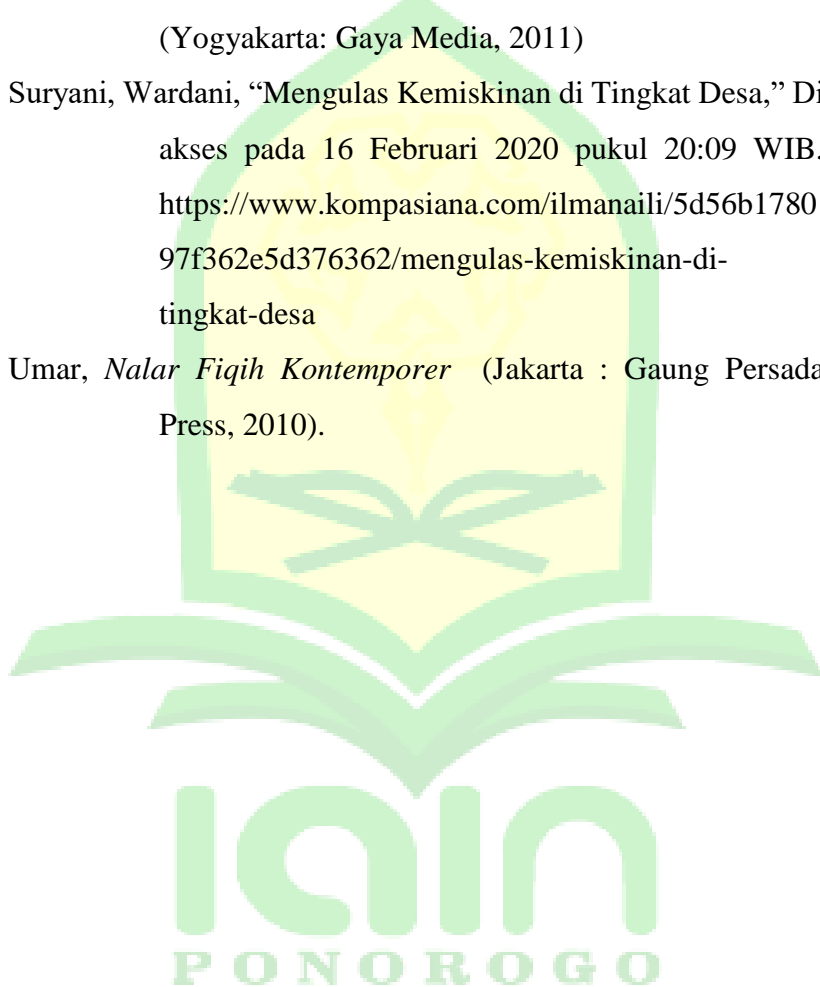 (Yogyakarta: Gaya Media, 2011)
Suryani, Wardani, “Mengulas Kemiskinan di Tingkat Desa,” Di
akses pada 16 Februari 2020 pukul 20:09 WIB.
https://www.kompasiana.com/ilmanaili/5d56b1780
97f362e5d376362/mengulas-kemiskinan-di-
tingkat-desa
Umar, Nalar Fiqih Kontemporer (Jakarta : Gaung Persada
Press, 2010).
iain
PONOROGO